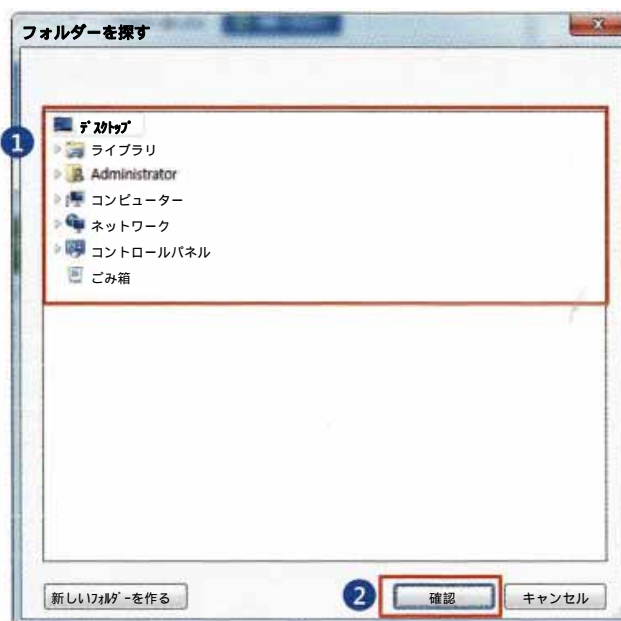 フォルダーを探す
1
デスクトップ
ライブラリ
Administrator
コンピューター
ネットワーク
コントロールパネル
ごみ箱
新しいフォルダーを作る
2
確認
キャンセル